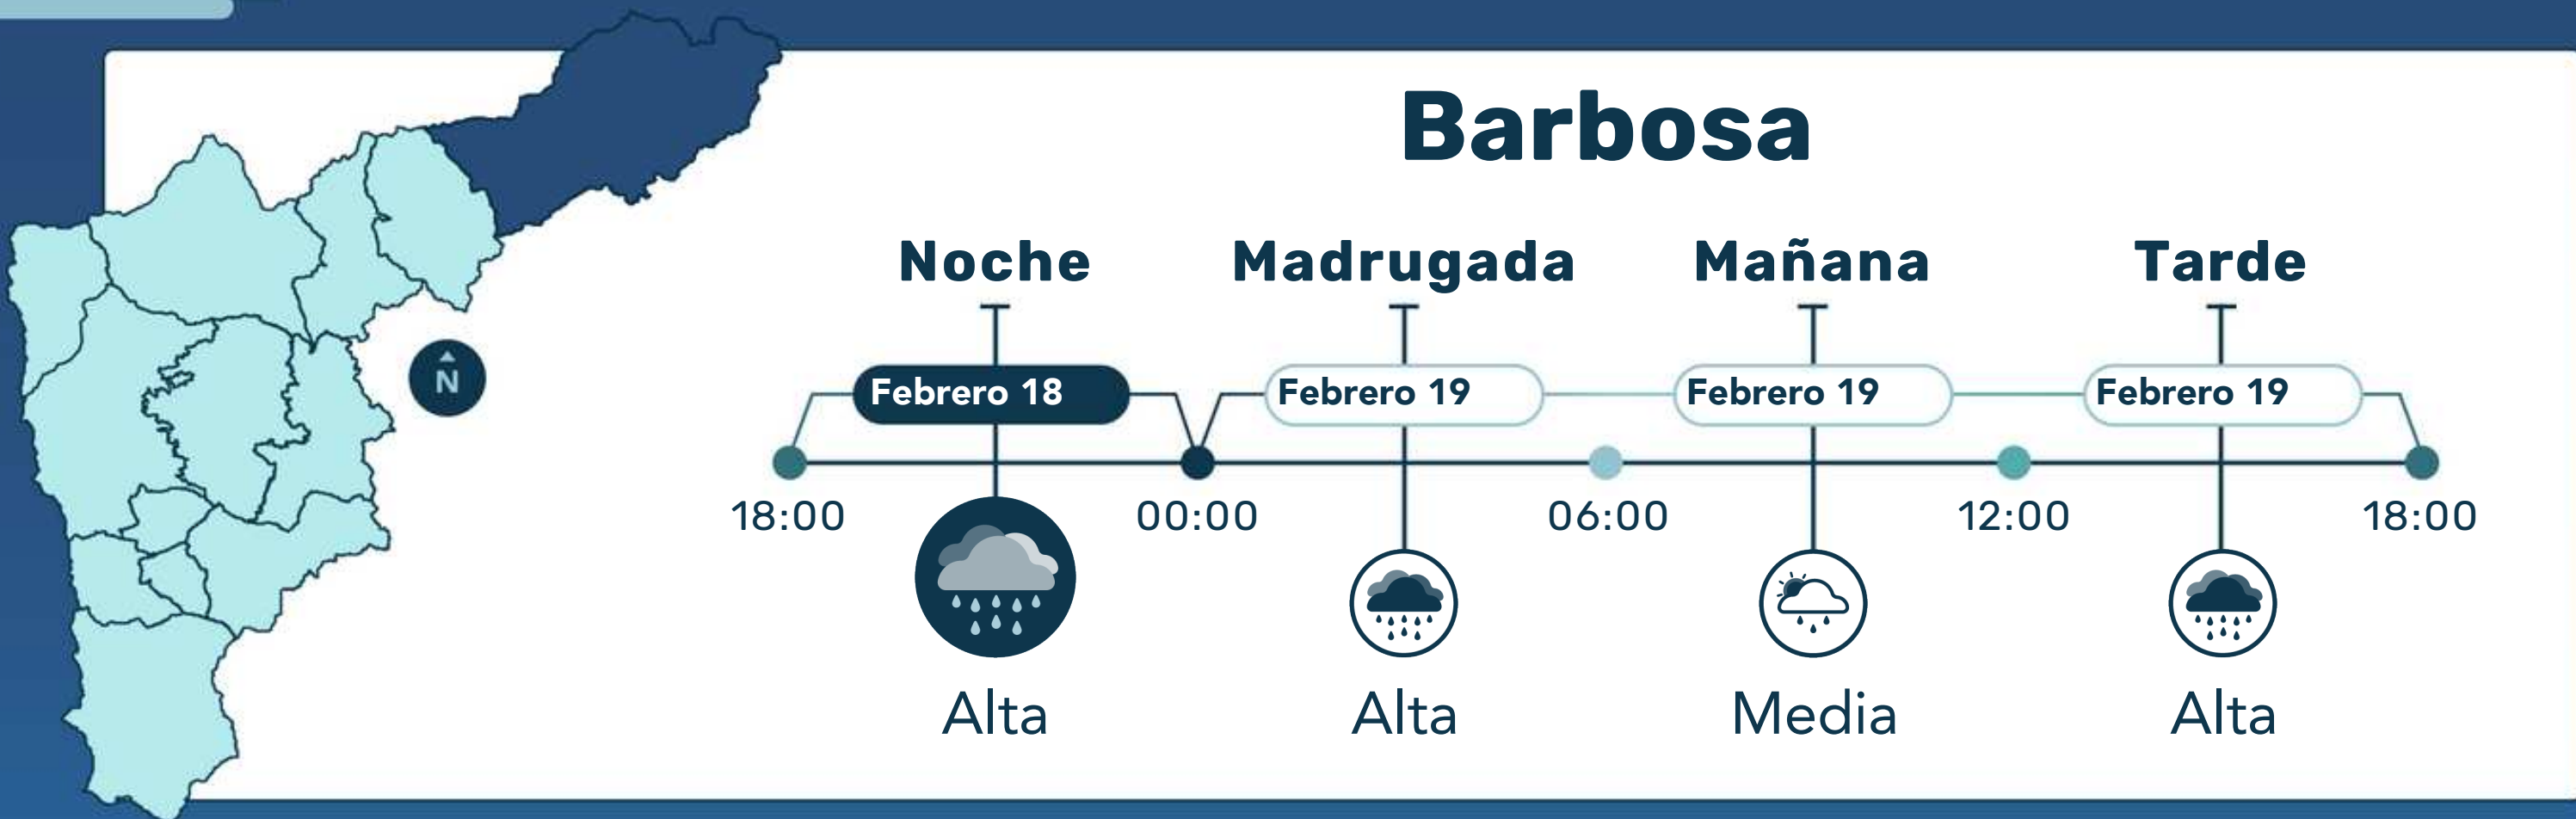 Barbosa
Noche Madrugada Mañana Tarde
N
Febrero 18 Febrero 19 Febrero 19 Febrero 19
18:00 00:00 06:00 12:00 18:00
Alta Alta Media Alta